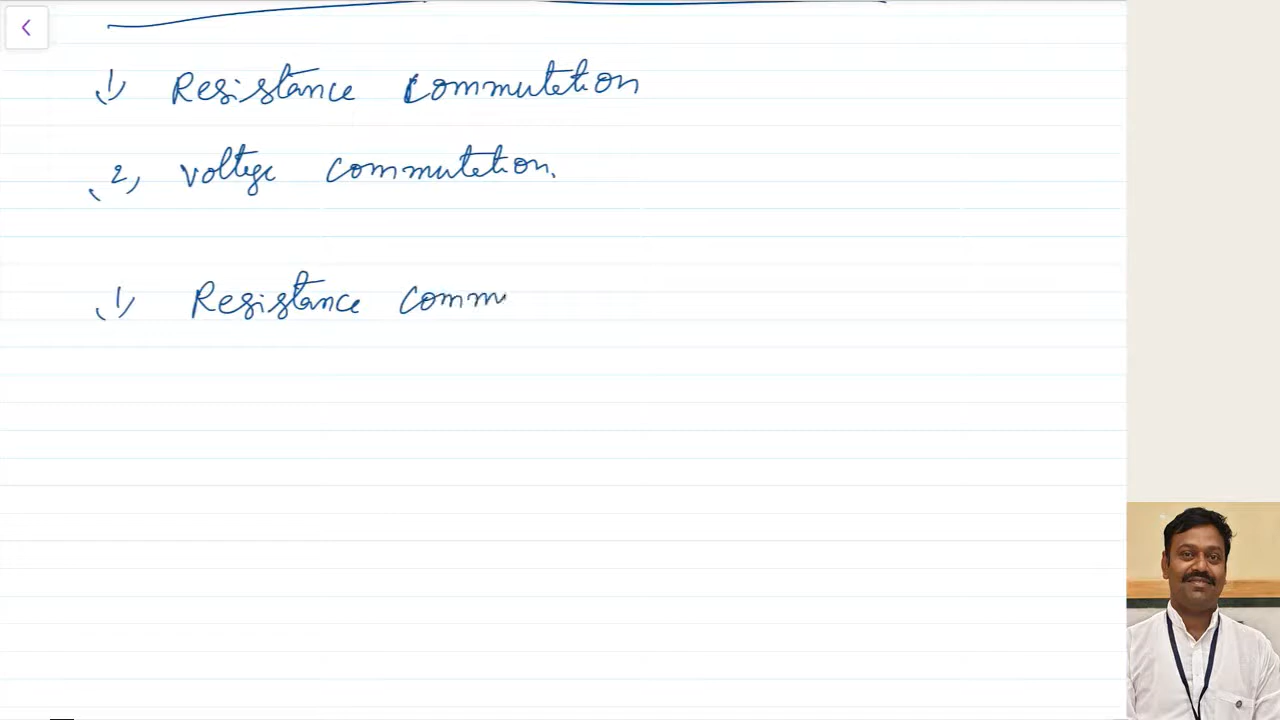 1) Resistance Commutation
2) Voltage commutation.
1) Resistance comm